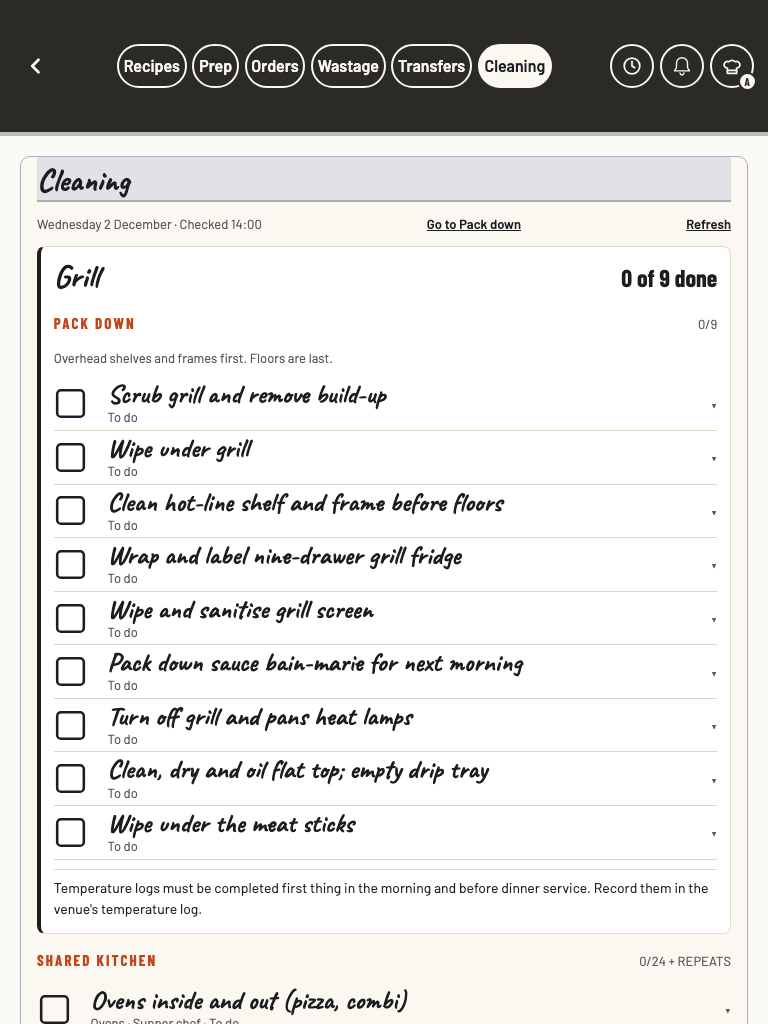 Recipes Prep Orders Wastage Transfers Cleaning
A
Cleaning
Wednesday 2 December · Checked 14:00 Go to Pack down Refresh
Grill 0 of 9 done
PACK DOWN 0/9
Overhead shelves and frames first. Floors are last.
Scrub grill and remove build-up
To do
Wipe under grill
To do
Clean hot-line shelf and frame before floors
To do
Wrap and label nine-drawer grill fridge
To do
Wipe and sanitise grill screen
To do
Pack down sauce bain-marie for next morning
To do
Turn off grill and pans heat lamps
To do
Clean, dry and oil flat top; empty drip tray
To do
Wipe under the meat sticks
To do
Temperature logs must be completed first thing in the morning and before dinner service. Record them in the
venue's temperature log.
SHARED KITCHEN 0/24 + REPEATS
Ovens inside and out (pizza, combi)
Ovens · Supper chef · To do